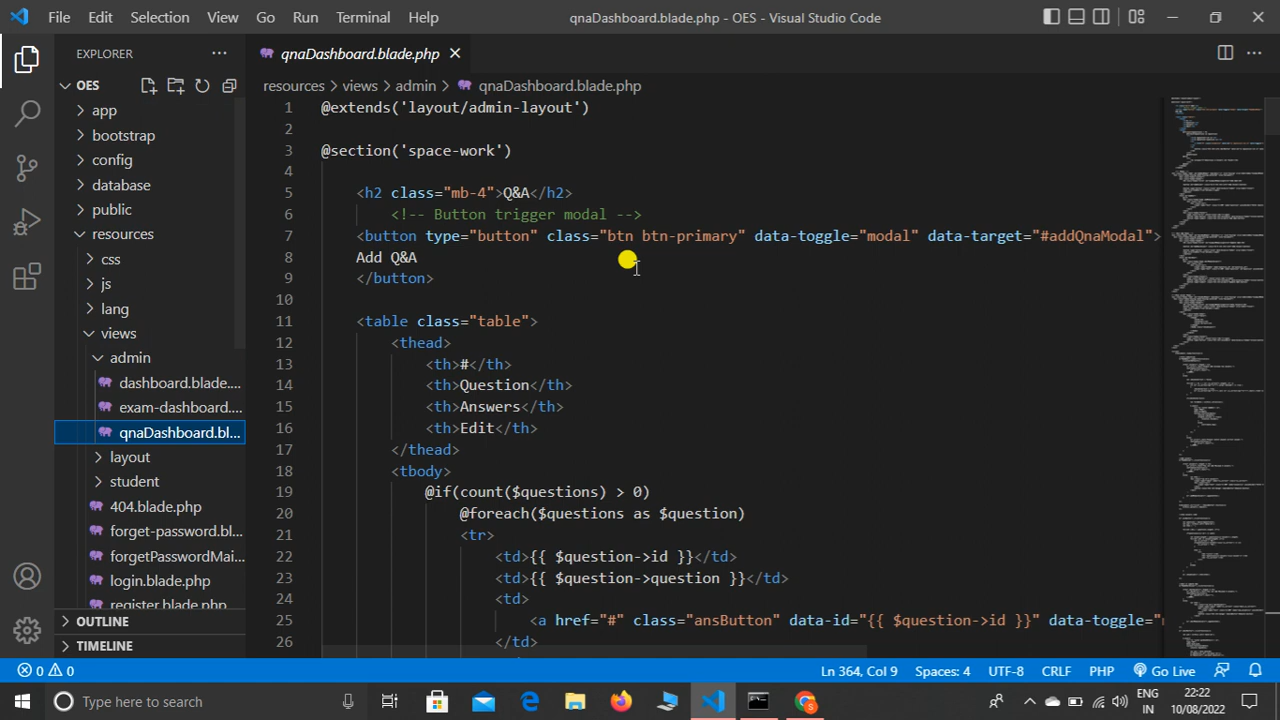 File Edit Selection View Go Run Terminal Help qnaDashboard.blade.php - OES - Visual Studio Code
EXPLORER ···
qnaDashboard.blade.php
OES
resources > views > admin > qnaDashboard.blade.php
app
bootstrap
config
database
public
resources
css
js
lang
views
admin
dashboard.blade....
exam-dashboard....
qnaDashboard.bl...
layout
student
404.blade.php
forget-password.bl...
forgetPasswordMai...
login.blade.php
register.blade.php
OUTLINE
TIMELINE
1 @extends('layout/admin-layout')
2
3 @section('space-work')
4
5 <h2 class="mb-4">Q&A</h2>
6 <!-- Button trigger modal -->
7 <button type="button" class="btn btn-primary" data-toggle="modal" data-target="#addQnaModal">
8 Add Q&A
9 </button>
10
11 <table class="table">
12 <thead>
13 <th>#</th>
14 <th>Question</th>
15 <th>Answers</th>
16 <th>Edit</th>
17 </thead>
18 <tbody>
19 @if(count($questions) > 0)
20 @foreach($questions as $question)
21 <tr>
22 <td>{{ $question->id }}</td>
23 <td>{{ $question->question }}</td>
24 <td>
25 <a href="#" class="ansButton" data-id="{{ $question->id }}" data-toggle="
26 </td>
0 0 Ln 364, Col 9 Spaces: 4 UTF-8 CRLF PHP Go Live
Type here to search
ENG
IN
22:22
10/08/2022